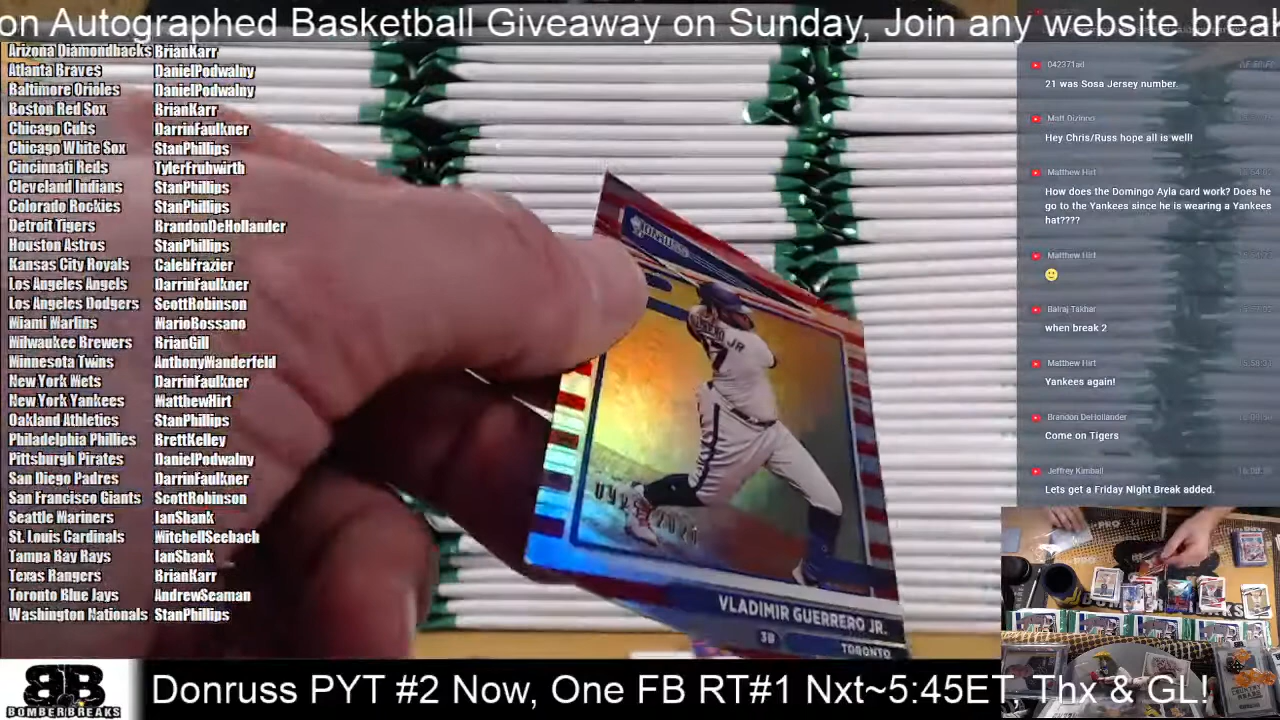 on Autographed Basketball Giveaway on Sunday, Join any website break
Arizona Diamondbacks BrianKarr
Atlanta Braves DanielPodwalny
Baltimore Orioles DanielPodwalny
Boston Red Sox BrianKarr
Chicago Cubs DarrinFaulkner
Chicago White Sox StanPhillips
Cincinnati Reds TylerFruhwirth
Cleveland Indians StanPhillips
Colorado Rockies StanPhillips
Detroit Tigers BrandonDeHollander
Houston Astros StanPhillips
Kansas City Royals CalebFrazier
Los Angeles Angels DarrinFaulkner
Los Angeles Dodgers ScottRobinson
Miami Marlins MarioBossano
Milwaukee Brewers BrianGill
Minnesota Twins AnthonyWanderfeld
New York Mets DarrinFaulkner
New York Yankees MatthewHirt
Oakland Athletics StanPhillips
Philadelphia Phillies BrettKelley
Pittsburgh Pirates DanielPodwalny
San Diego Padres DarrinFaulkner
San Francisco Giants ScottRobinson
Seattle Mariners IanShank
St. Louis Cardinals MitchellSeebach
Tampa Bay Rays IanShank
Texas Rangers BrianKarr
Toronto Blue Jays AndrewSeaman
Washington Nationals StanPhillips
DONRUSS
JR
VLADIMIR GUERRERO JR.
3B
TORONTO
042371ad
21 was Sosa Jersey number.
Matt Dizinno
Hey Chris/Russ hope all is well!
Matthew Hirt
How does the Domingo Ayla card work? Does he
go to the Yankees since he is wearing a Yankees
hat????
Matthew Hirt
🙂
Balraj Takhar
when break 2
Matthew Hirt
Yankees again!
Brandon DeHollander
Come on Tigers
Jeffrey Kimball
Lets get a Friday Night Break added.
BB
BOMBERBREAKS
Donruss PYT #2 Now, One FB RT#1 Nxt~5:45ET. Thx & GL!